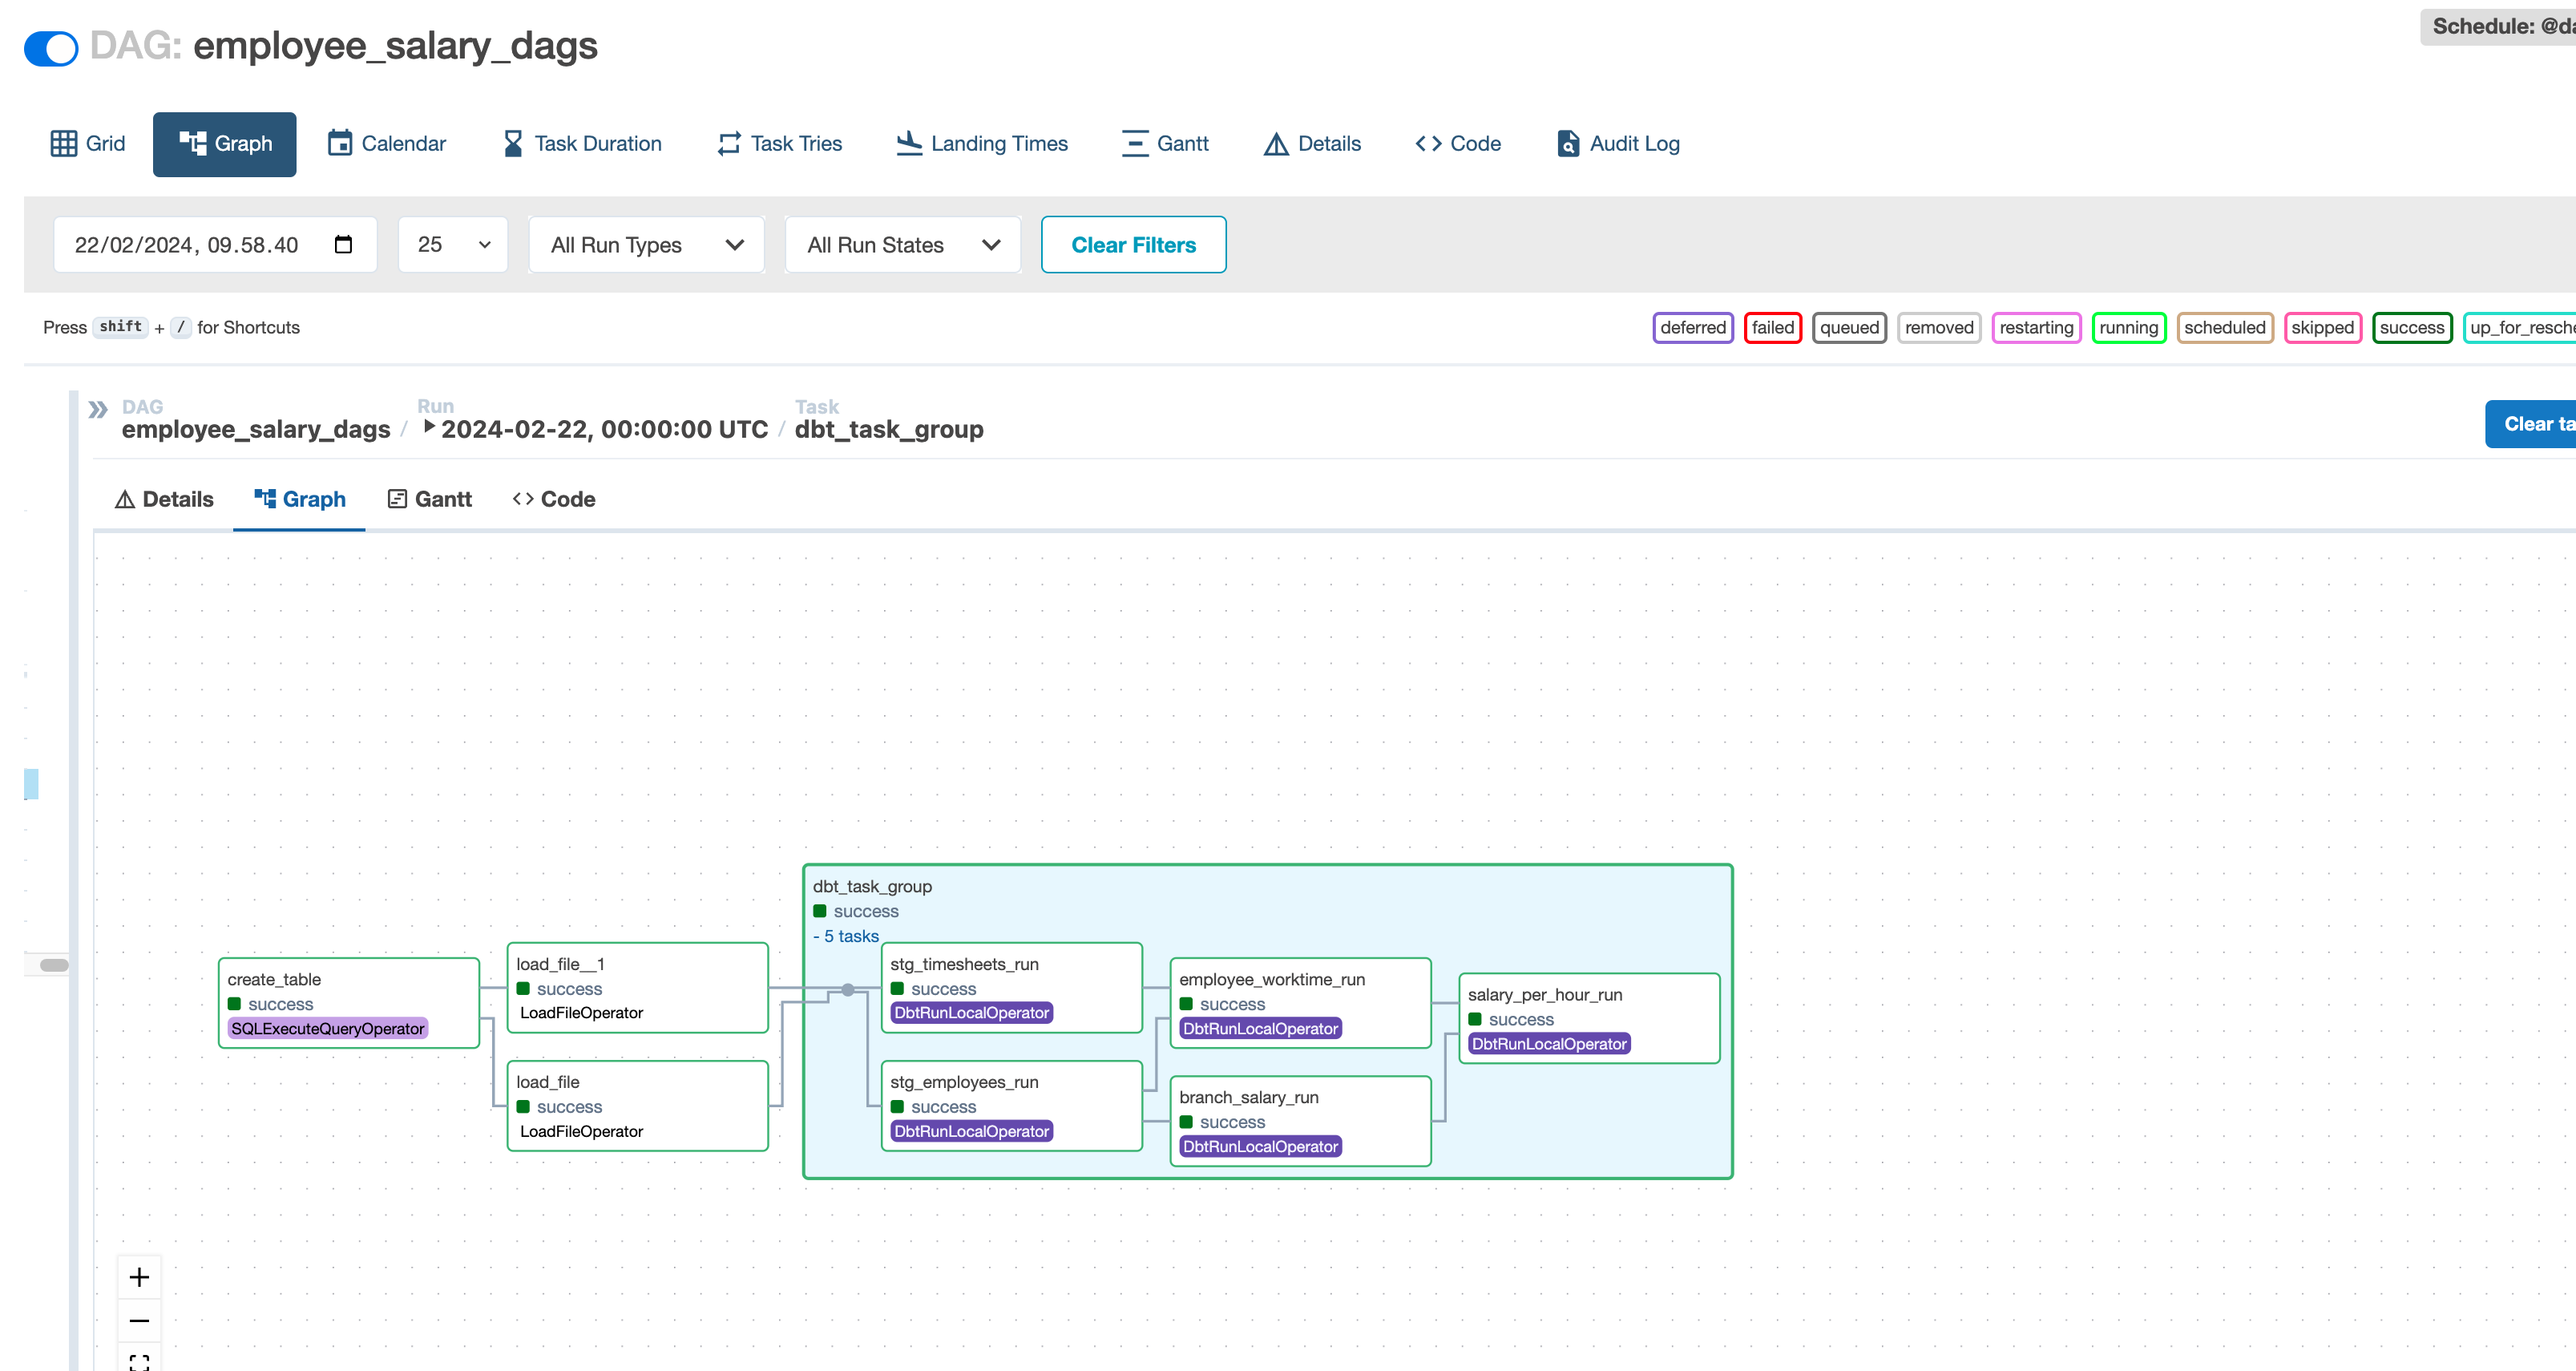 DAG: employee_salary_dags
Schedule: @da
Grid
Graph
Calendar
Task Duration
Task Tries
Landing Times
Gantt
Details
Code
Audit Log
22/02/2024, 09.58.40
25
All Run Types
All Run States
Clear Filters
Press shift + / for Shortcuts
deferred
failed
queued
removed
restarting
running
scheduled
skipped
success
up_for_resche
DAG
employee_salary_dags
/
Run
2024-02-22, 00:00:00 UTC
/
Task
dbt_task_group
Clear ta
Details
Graph
Gantt
Code
create_table
success
SQLExecuteQueryOperator
load_file__1
success
LoadFileOperator
load_file
success
LoadFileOperator
dbt_task_group
success
- 5 tasks
stg_timesheets_run
success
DbtRunLocalOperator
stg_employees_run
success
DbtRunLocalOperator
employee_worktime_run
success
DbtRunLocalOperator
branch_salary_run
success
DbtRunLocalOperator
salary_per_hour_run
success
DbtRunLocalOperator